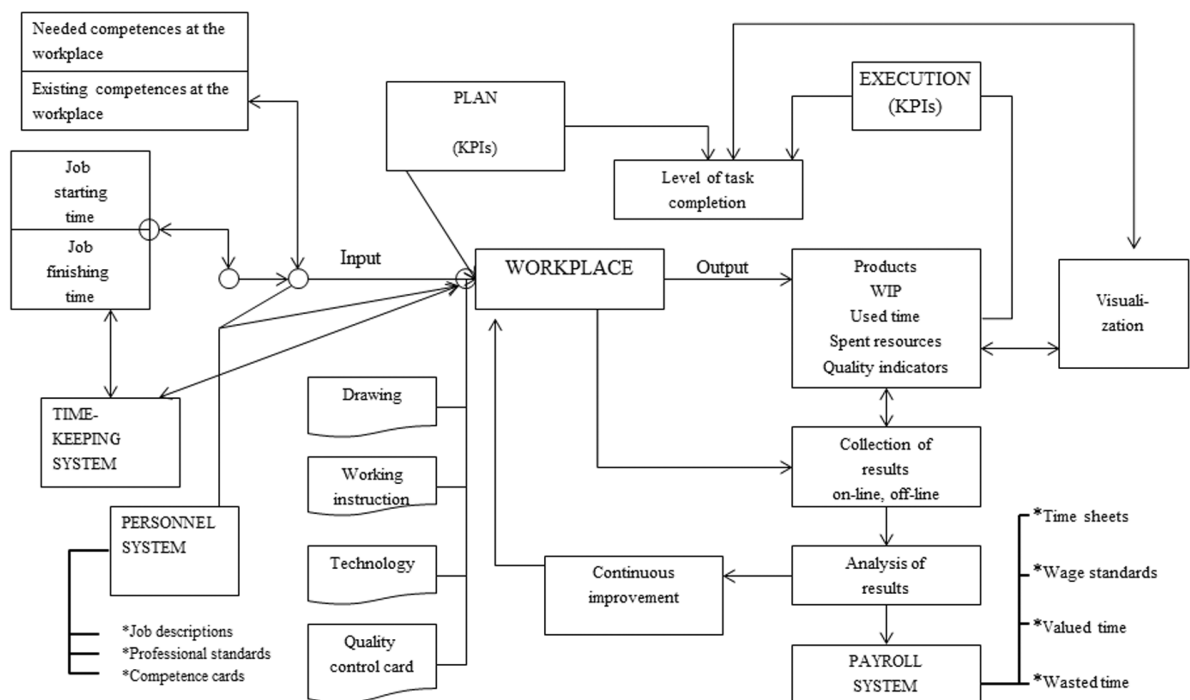 Needed competences at the
workplace
Existing competences at the
workplace
Job
starting
time
Job
finishing
time
TIME-
KEEPING
SYSTEM
PERSONNEL
SYSTEM
*Job descriptions
*Professional standards
*Competence cards
PLAN
(KPIs)
Input
WORKPLACE
Output
Drawing
Working
instruction
Technology
Quality
control card
EXECUTION
(KPIs)
Level of task
completion
Products
WIP
Used time
Spent resources
Quality indicators
Visuali-
zation
Collection of
results
on-line, off-line
Analysis of
results
Continuous
improvement
PAYROLL
SYSTEM
*Time sheets
*Wage standards
*Valued time
*Wasted time